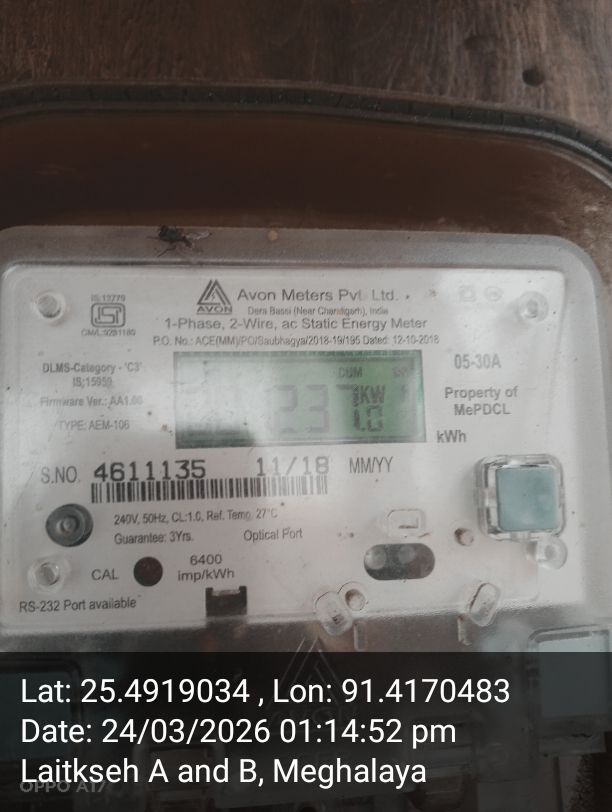 IS:13779
Avon Meters Pvt. Ltd.
AVON
Dera Bassi (Near Chandigarh), India
CM/L:9291180
1-Phase, 2-Wire, ac Static Energy Meter
P.O. No.: ACE(MM)/PO/Saubhagya/2018-19/195 Dated: 12-10-2018
DLMS-Category - 'C3'
IS:15959
Firmware Ver.: AA1.00
TYPE: AEM-106
CUM
KW
237
1.0
05-30A
Property of
MePDCL
kWh
S.NO. 4611135 11/18 MM/YY
240V, 50Hz, CL:1.0, Ref. Temp. 27°C
Guarantee: 3Yrs. Optical Port
CAL 6400
imp/kWh
RS-232 Port available
Lat: 25.4919034 , Lon: 91.4170483
Date: 24/03/2026 01:14:52 pm
Laitkseh A and B, Meghalaya
OPPO A17